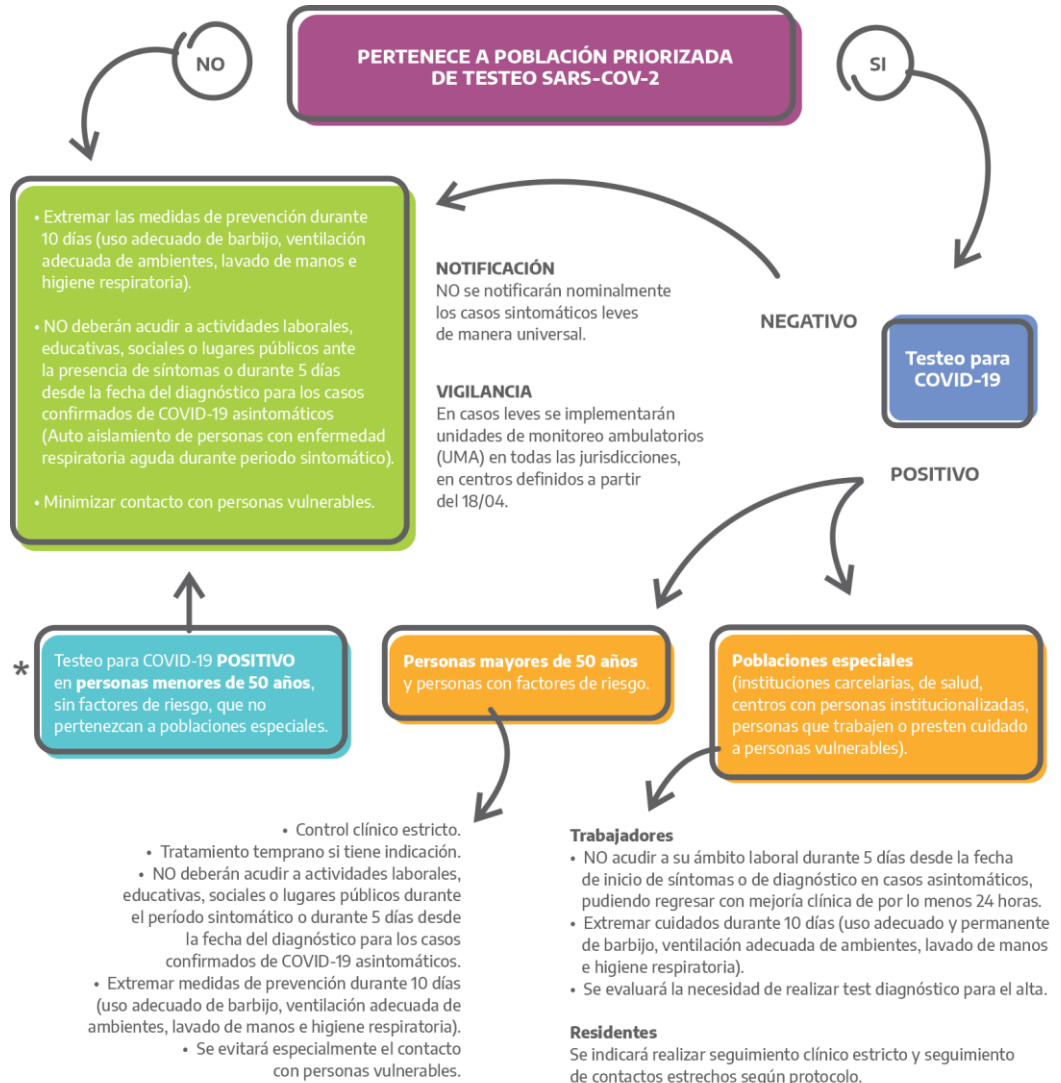 NO
PERTENECE A POBLACIÓN PRIORIZADA
DE TESTEO SARS-COV-2
SI
• Extremar las medidas de prevención durante
10 días (uso adecuado de barbijo, ventilación
adecuada de ambientes, lavado de manos e
higiene respiratoria).
• NO deberán acudir a actividades laborales,
educativas, sociales o lugares públicos ante
la presencia de síntomas o durante 5 días
desde la fecha del diagnóstico para los casos
confirmados de COVID-19 asintomáticos
(Auto aislamiento de personas con enfermedad
respiratoria aguda durante periodo sintomático).
• Minimizar contacto con personas vulnerables.
NOTIFICACIÓN
NO se notificarán nominalmente
los casos sintomáticos leves
de manera universal.
VIGILANCIA
En casos leves se implementarán
unidades de monitoreo ambulatorios
(UMA) en todas las jurisdicciones,
en centros definidos a partir
del 18/04.
NEGATIVO
Testeo para
COVID-19
POSITIVO
*
Testeo para COVID-19 POSITIVO
en personas menores de 50 años,
sin factores de riesgo, que no
pertenezcan a poblaciones especiales.
Personas mayores de 50 años
y personas con factores de riesgo.
Poblaciones especiales
(instituciones carcelarias, de salud,
centros con personas institucionalizadas,
personas que trabajen o presten cuidado
a personas vulnerables).
• Control clínico estricto.
• Tratamiento temprano si tiene indicación.
• NO deberán acudir a actividades laborales,
educativas, sociales o lugares públicos durante
el período sintomático o durante 5 días desde
la fecha del diagnóstico para los casos
confirmados de COVID-19 asintomáticos.
• Extremar medidas de prevención durante 10 días
(uso adecuado de barbijo, ventilación adecuada de
ambientes, lavado de manos e higiene respiratoria).
• Se evitará especialmente el contacto
con personas vulnerables.
Trabajadores
• NO acudir a su ámbito laboral durante 5 días desde la fecha
de inicio de síntomas o de diagnóstico en casos asintomáticos,
pudiendo regresar con mejoría clínica de por lo menos 24 horas.
• Extremar cuidados durante 10 días (uso adecuado y permanente
de barbijo, ventilación adecuada de ambientes, lavado de manos
e higiene respiratoria).
• Se evaluará la necesidad de realizar test diagnóstico para el alta.
Residentes
Se indicará realizar seguimiento clínico estricto y seguimiento
de contactos estrechos según protocolo.